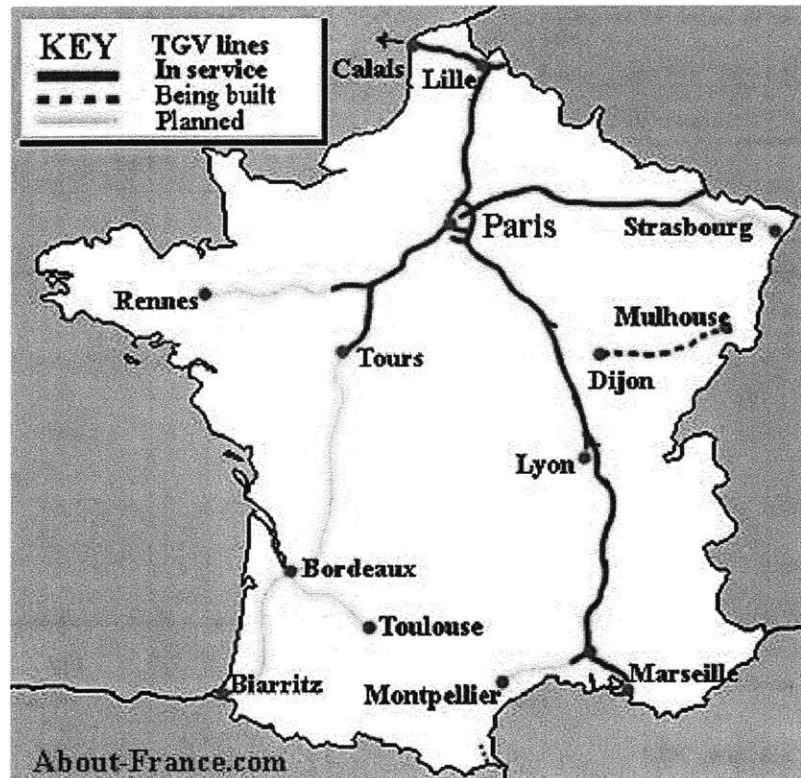 KEY TGV lines
In service
Being built
Planned
Calais
Lille
Paris
Strasbourg
Rennes
Mulhouse
Tours
Dijon
Lyon
Bordeaux
Toulouse
Biarritz
Montpellier
Marseille
About-France.com